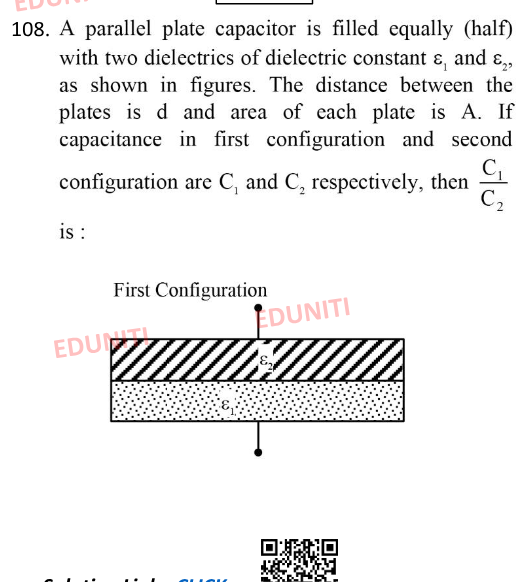 108. A parallel plate capacitor is filled equally (half)
with two dielectrics of dielectric constant ε₁ and ε₂,
as shown in figures. The distance between the
plates is d and area of each plate is A. If
capacitance in first configuration and second
configuration are C₁ and C₂ respectively, then C₁/C₂
is :
First Configuration
EDUNITI
EDUNITI
ε₂
ε₁